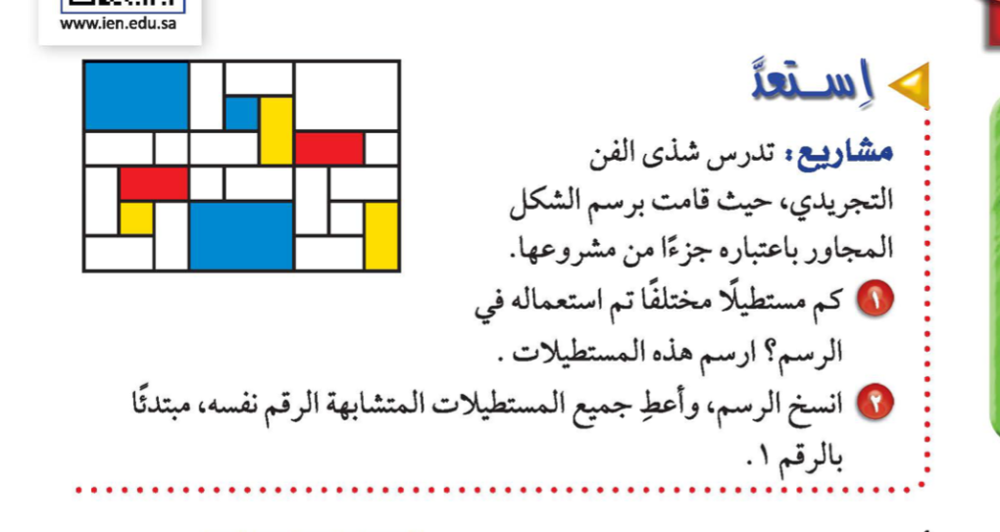 www.ien.edu.sa
اِستعدَّ
مشاريع: تدرس شذى الفن
التجريدي، حيث قامت برسم الشكل
المجاور باعتباره جزءًا من مشروعها.
١ كم مستطيلًا مختلفًا تم استعماله في
الرسم؟ ارسم هذه المستطيلات .
٢ انسخ الرسم، وأعطِ جميع المستطيلات المتشابهة الرقم نفسه، مبتدئًا
بالرقم ١.